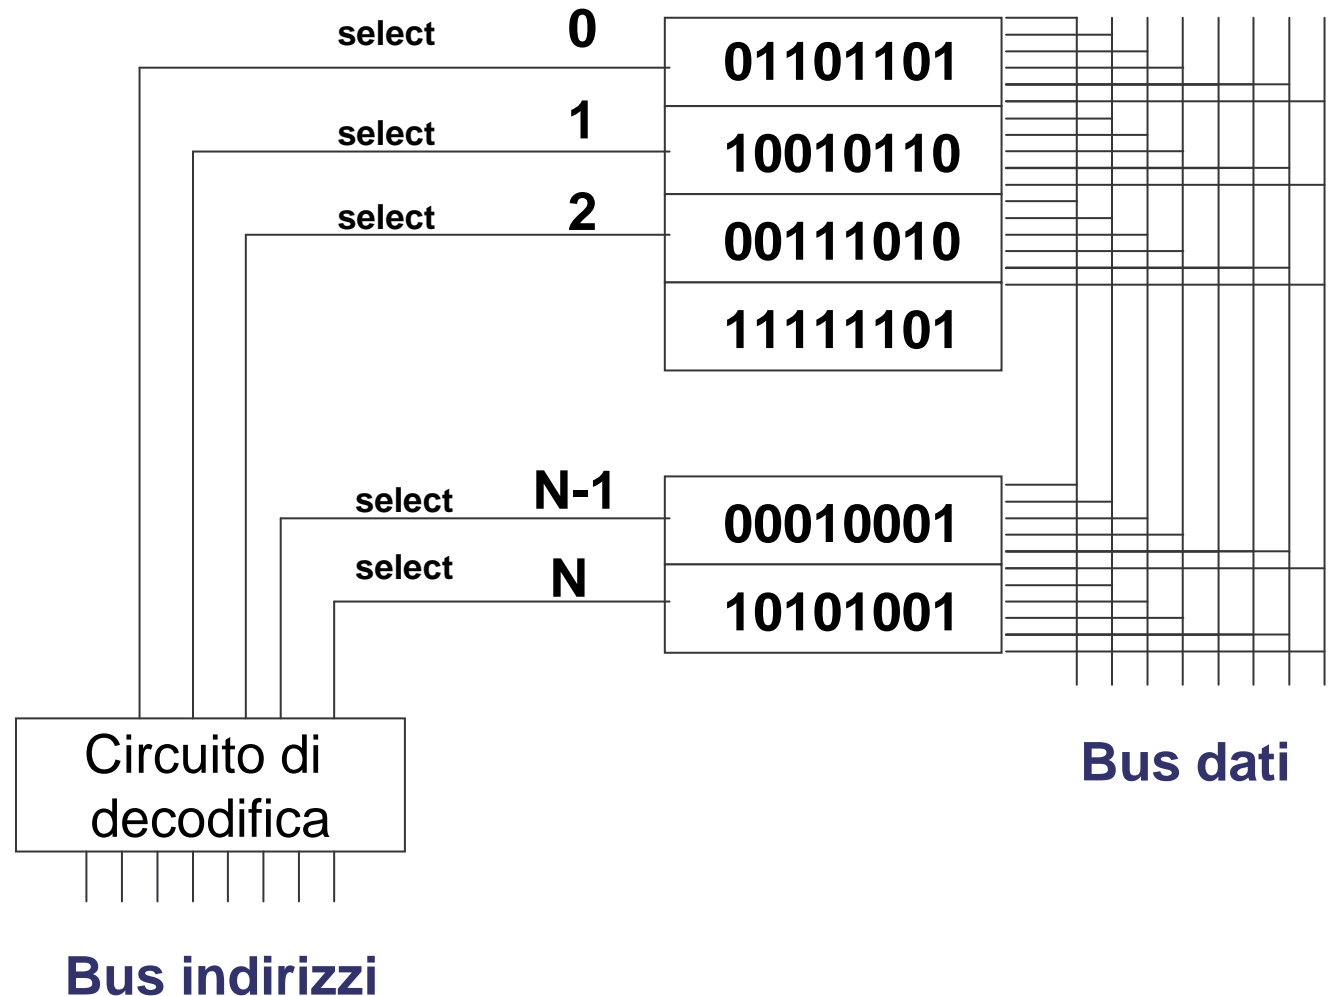 select 0
01101101
select 1
10010110
select 2
00111010
11111101
select N-1
00010001
select N
10101001
Circuito di
decodifica
Bus dati
Bus indirizzi